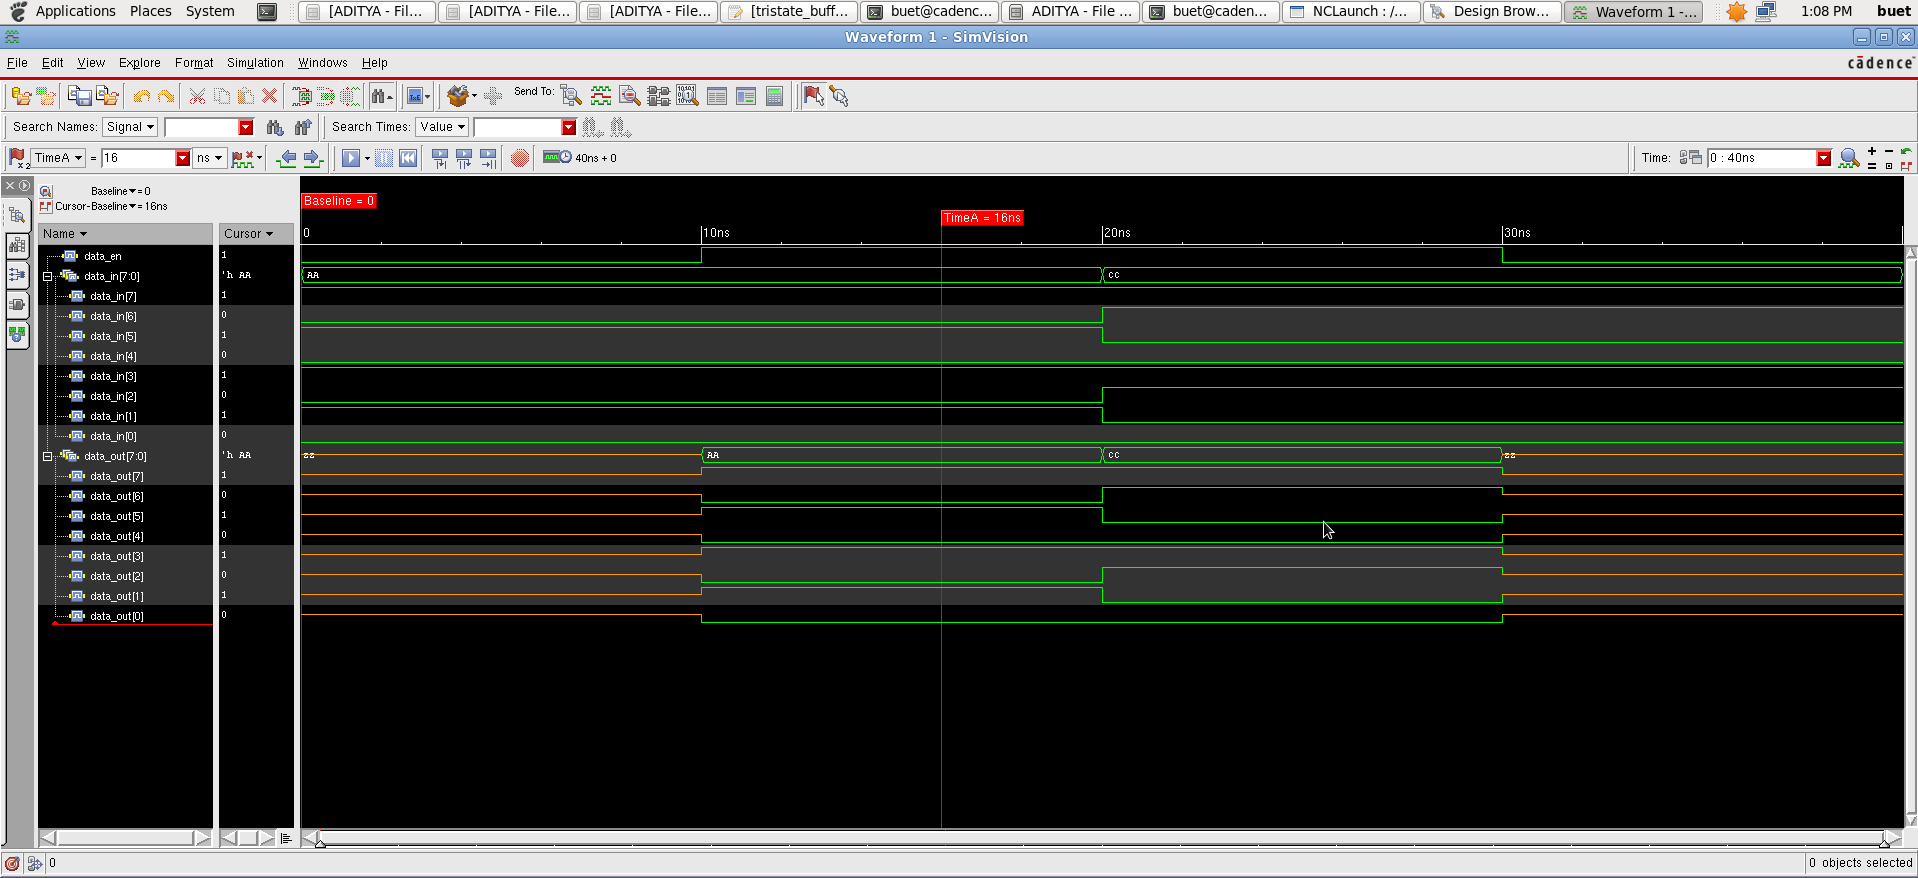 Applications Places System [ADITYA - Fil... [ADITYA - File... [ADITYA - File... [tristate_buff... buet@cadenc... ADITYA - File ... buet@caden... NCLaunch : /... Design Brow... Waveform 1 -... 1:08 PM buet
Waveform 1 - SimVision
File Edit View Explore Format Simulation Windows Help
cādence
Send To:
Search Names: Signal Search Times: Value
TimeA = 16 ns 40ns + 0 Time: 0 : 40ns
Baseline = 0
Cursor-Baseline = 16ns
Baseline = 0
TimeA = 16ns
Name Cursor 0 10ns 20ns 30ns
data_en 1
data_in[7:0] 'h AA AA CC
data_in[7] 1
data_in[6] 0
data_in[5] 1
data_in[4] 0
data_in[3] 1
data_in[2] 0
data_in[1] 1
data_in[0] 0
data_out[7:0] 'h AA zz AA CC zz
data_out[7] 1
data_out[6] 0
data_out[5] 1
data_out[4] 0
data_out[3] 1
data_out[2] 0
data_out[1] 1
data_out[0] 0
0 0 objects selected